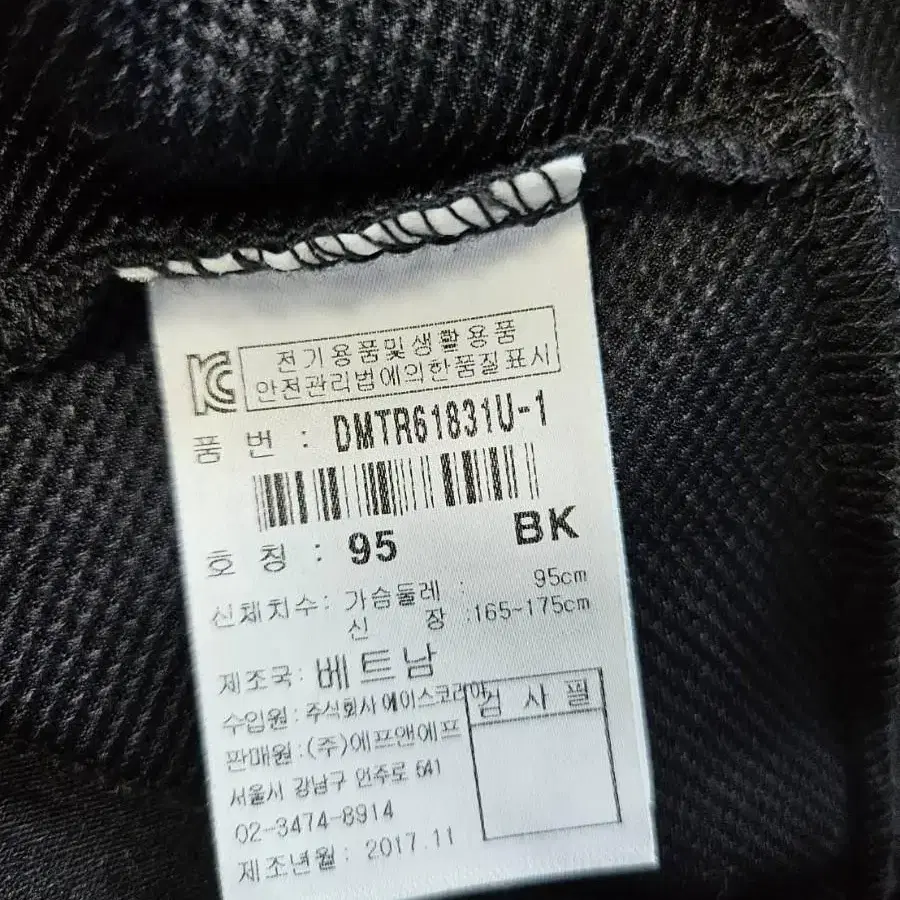 전기용품및생활용품
안전관리법에의한품질표시
품 번 : DMTR61831U-1
호 칭 : 95 BK
신체치수: 가슴둘레 : 95cm
신 장 :165~175cm
제조국: 베트남
수입원: 주식회사 에이스코리아
검 사 필
판매원:(주)에프앤에프
서울시 강남구 언주로 541
02-3474-8914
제조년월: 2017.11